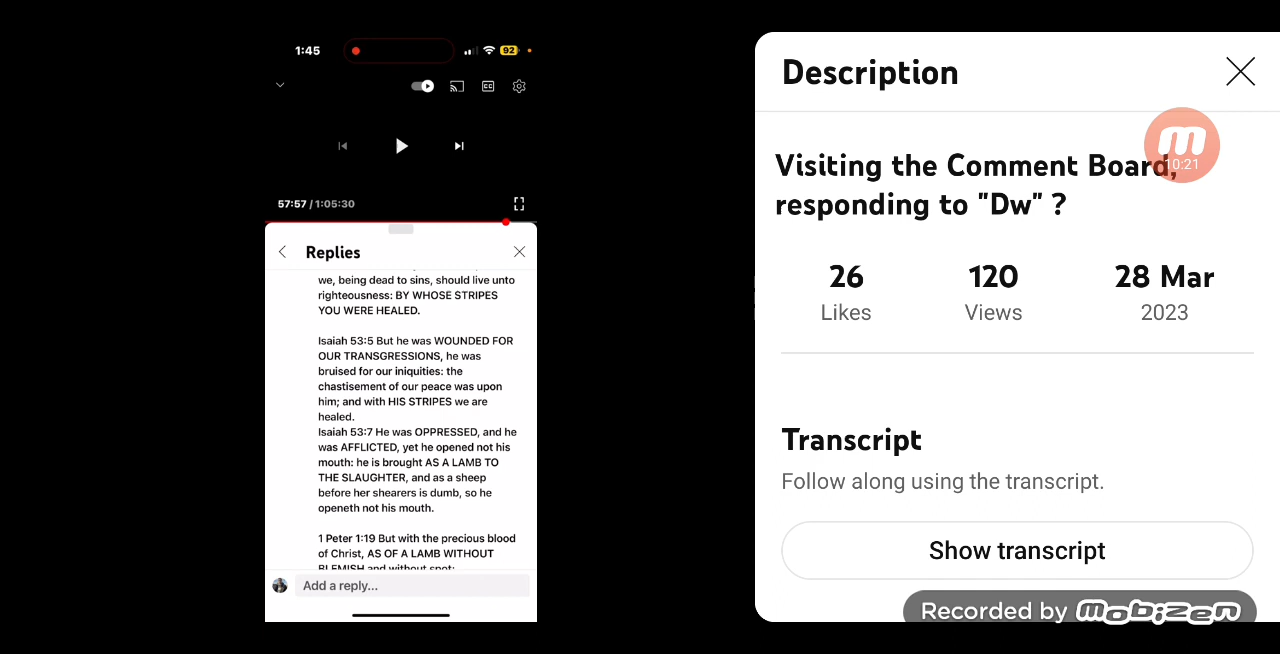 1:45
92
57:57 / 1:05:30
Replies
we, being dead to sins, should live unto
righteousness: BY WHOSE STRIPES
YOU WERE HEALED.
Isaiah 53:5 But he was WOUNDED FOR
OUR TRANSGRESSIONS, he was
bruised for our iniquities: the
chastisement of our peace was upon
him; and with HIS STRIPES we are
healed.
Isaiah 53:7 He was OPPRESSED, and he
was AFFLICTED, yet he opened not his
mouth: he is brought AS A LAMB TO
THE SLAUGHTER, and as a sheep
before her shearers is dumb, so he
openeth not his mouth.
1 Peter 1:19 But with the precious blood
of Christ, AS OF A LAMB WITHOUT
BLEMISH and without spot:
Add a reply...
Description
10:21
Visiting the Comment Board,
responding to "Dw" ?
26 120 28 Mar
Likes Views 2023
Transcript
Follow along using the transcript.
Show transcript
Recorded by mobizen